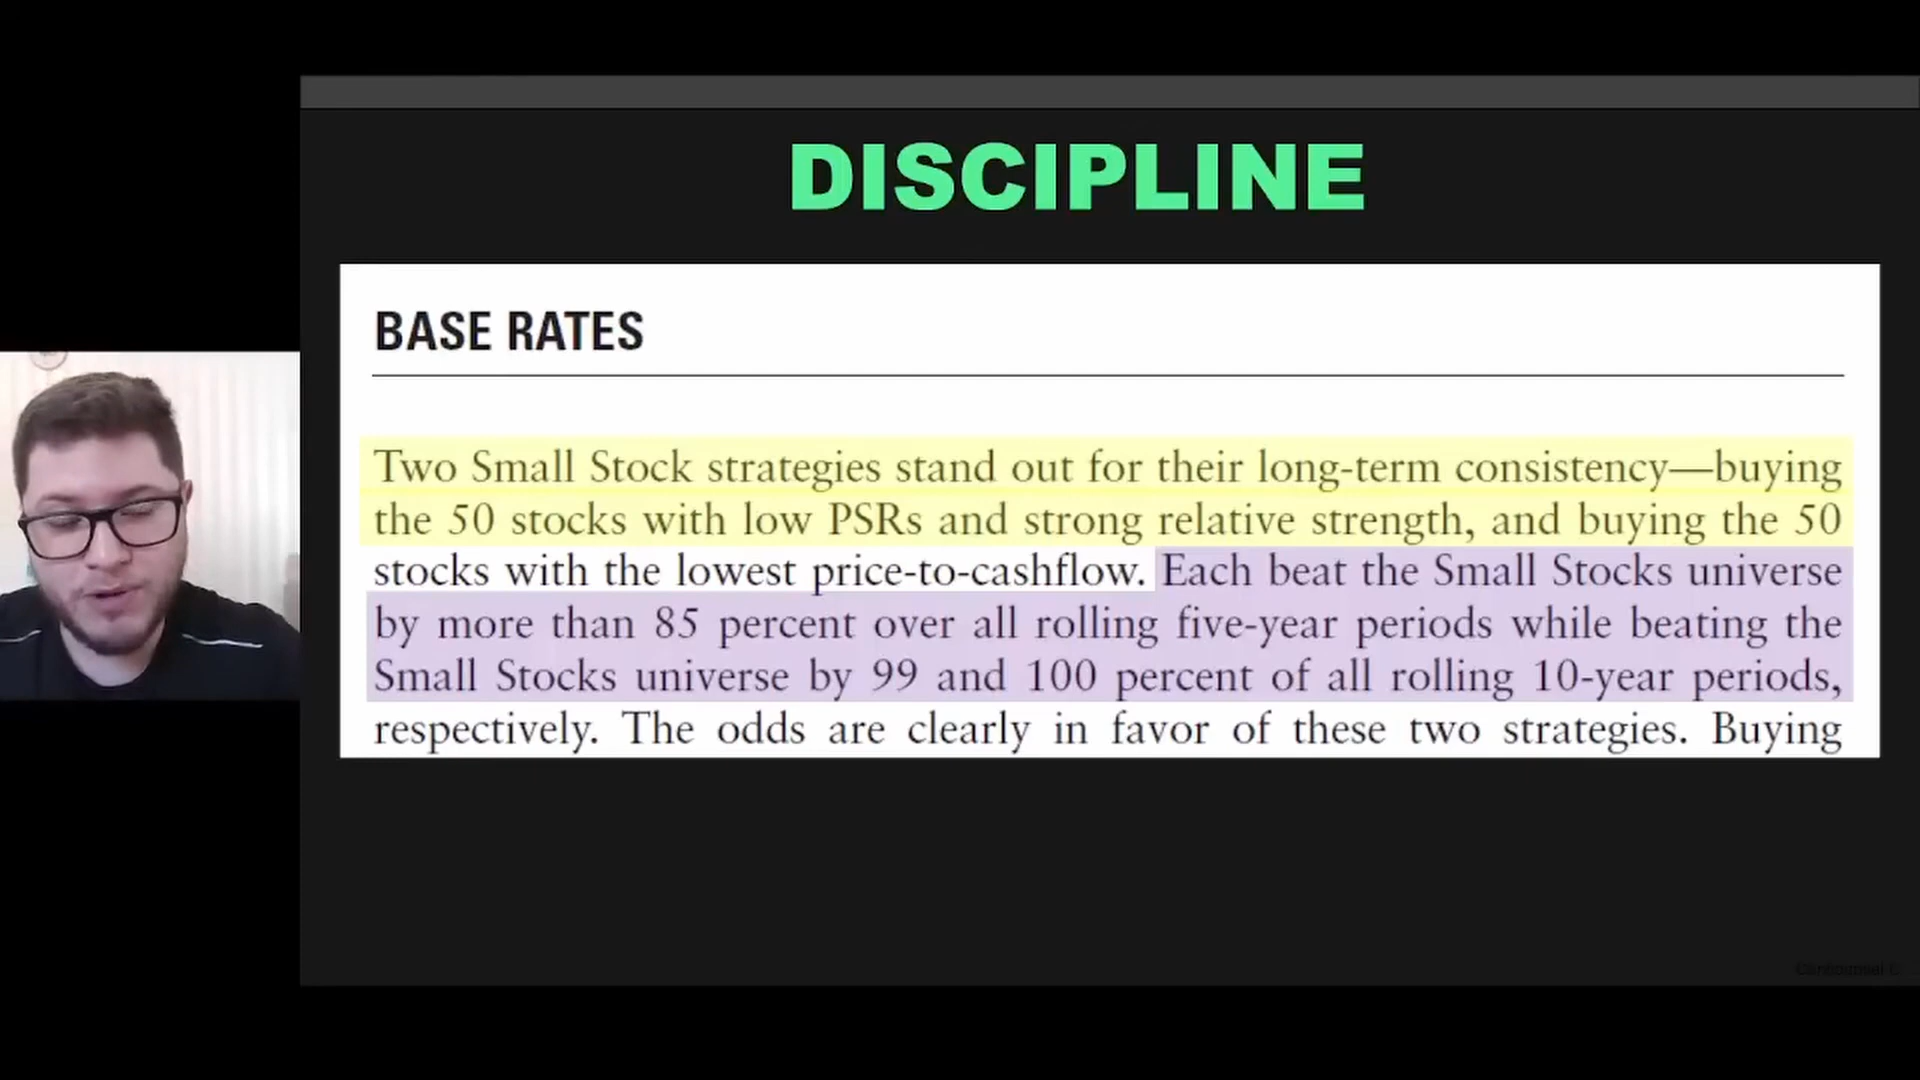 DISCIPLINE
BASE RATES
Two Small Stock strategies stand out for their long-term consistency—buying
the 50 stocks with low PSRs and strong relative strength, and buying the 50
stocks with the lowest price-to-cashflow. Each beat the Small Stocks universe
by more than 85 percent over all rolling five-year periods while beating the
Small Stocks universe by 99 and 100 percent of all rolling 10-year periods,
respectively. The odds are clearly in favor of these two strategies. Buying